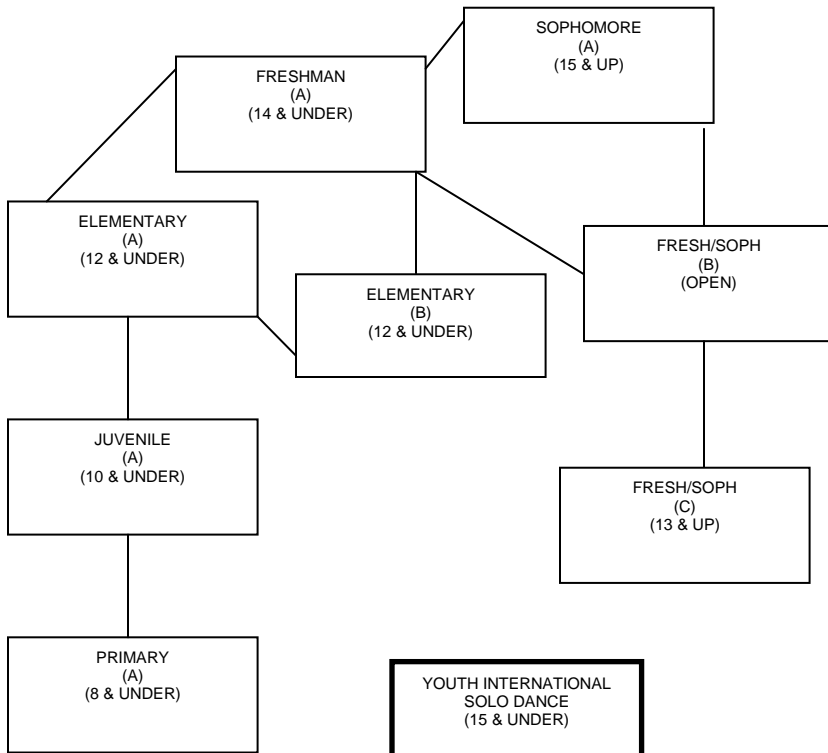 SOPHOMORE
(A)
(15 & UP)
FRESHMAN
(A)
(14 & UNDER)
ELEMENTARY
(A)
(12 & UNDER)
FRESH/SOPH
(B)
(OPEN)
ELEMENTARY
(B)
(12 & UNDER)
JUVENILE
(A)
(10 & UNDER)
FRESH/SOPH
(C)
(13 & UP)
PRIMARY
(A)
(8 & UNDER)
YOUTH INTERNATIONAL
SOLO DANCE
(15 & UNDER)